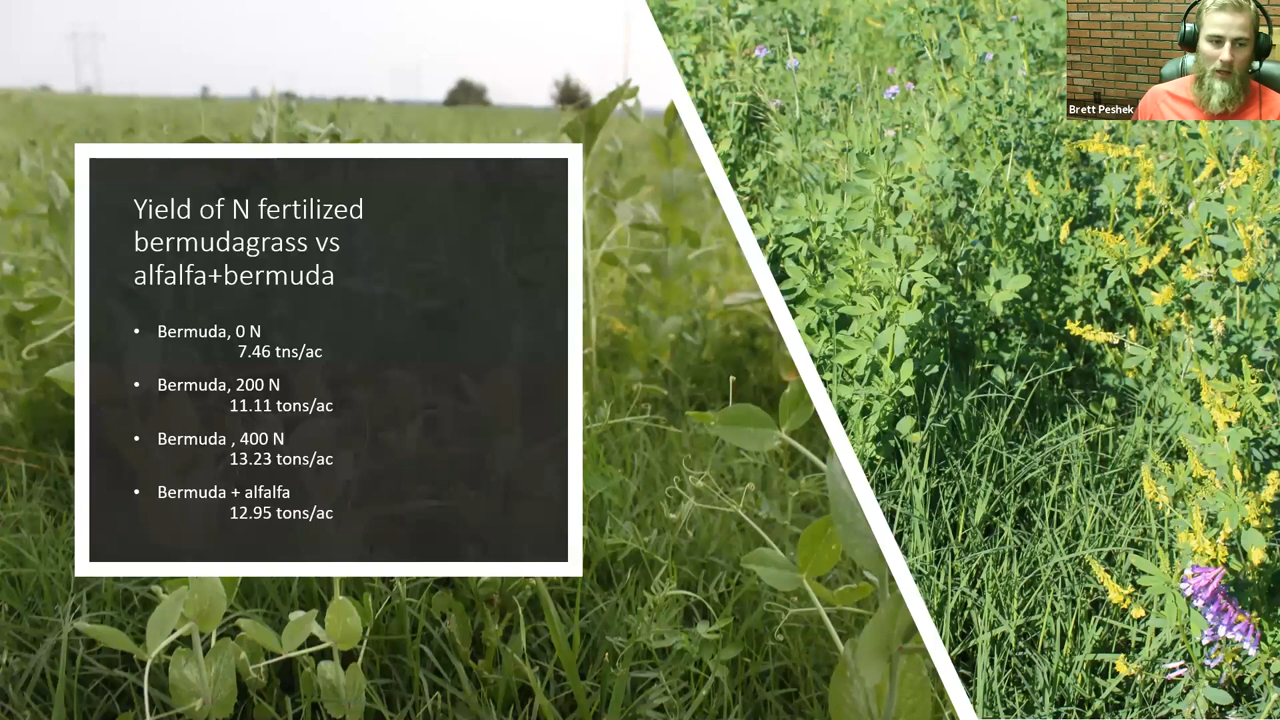 Yield of N fertilized
bermudagrass vs
alfalfa+bermuda
• Bermuda, 0 N
7.46 tns/ac
• Bermuda, 200 N
11.11 tons/ac
• Bermuda , 400 N
13.23 tons/ac
• Bermuda + alfalfa
12.95 tons/ac
Brett Peshek